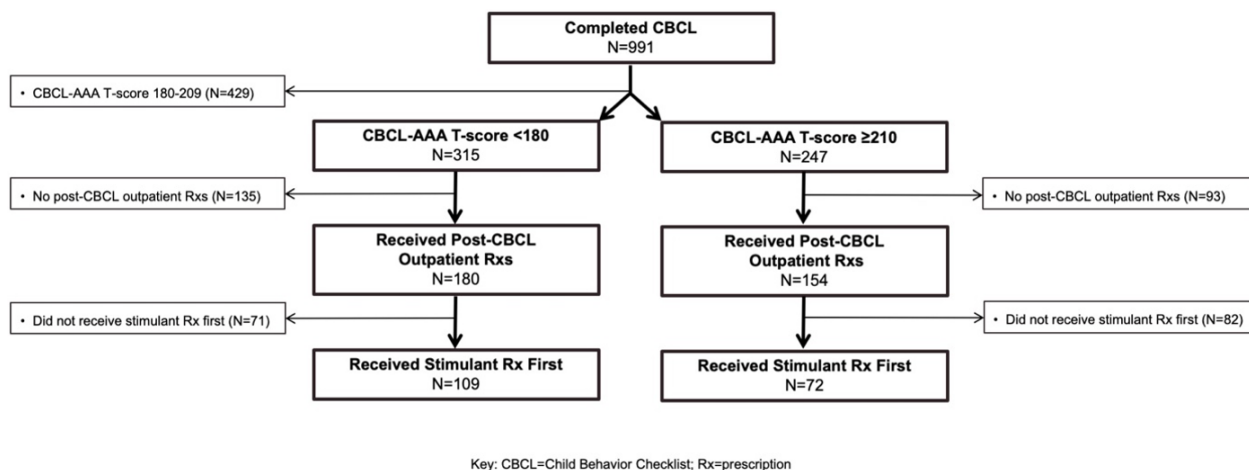 Completed CBCL
N=991
• CBCL-AAA T-score 180-209 (N=429)
CBCL-AAA T-score <180
N=315
CBCL-AAA T-score ≥210
N=247
• No post-CBCL outpatient Rxs (N=135)
• No post-CBCL outpatient Rxs (N=93)
Received Post-CBCL
Outpatient Rxs
N=180
Received Post-CBCL
Outpatient Rxs
N=154
• Did not receive stimulant Rx first (N=71)
• Did not receive stimulant Rx first (N=82)
Received Stimulant Rx First
N=109
Received Stimulant Rx First
N=72
Key: CBCL=Child Behavior Checklist; Rx=prescription